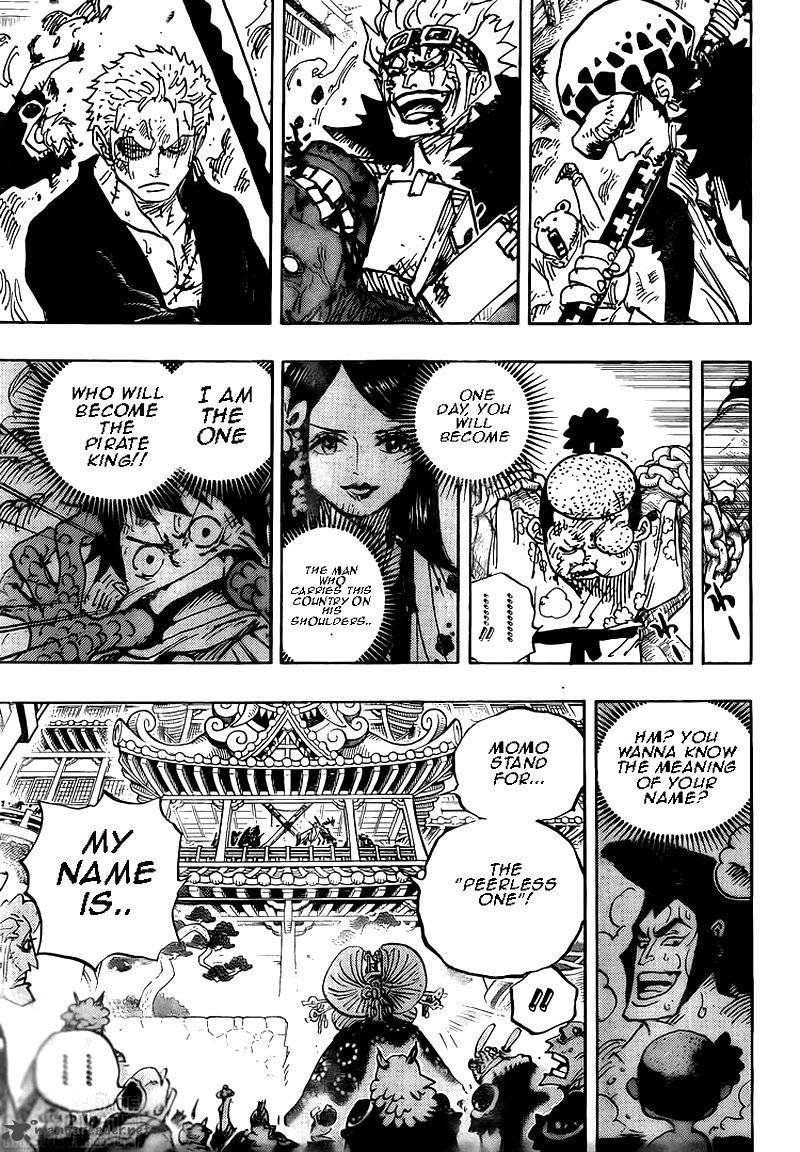 ONE
DAY, YOU
WILL
BECOME
THE MAN
WHO
CARRIES THIS
COUNTRY ON
HIS
SHOULDERS..
I AM
THE
ONE
WHO WILL
BECOME
THE
PIRATE
KING!!
HM? YOU
WANNA KNOW
THE MEANING
OF YOUR
NAME?
MOMO
STAND
FOR...
THE
"PEERLESS
ONE"!
!!
MY
NAME
IS..
mangareader.net